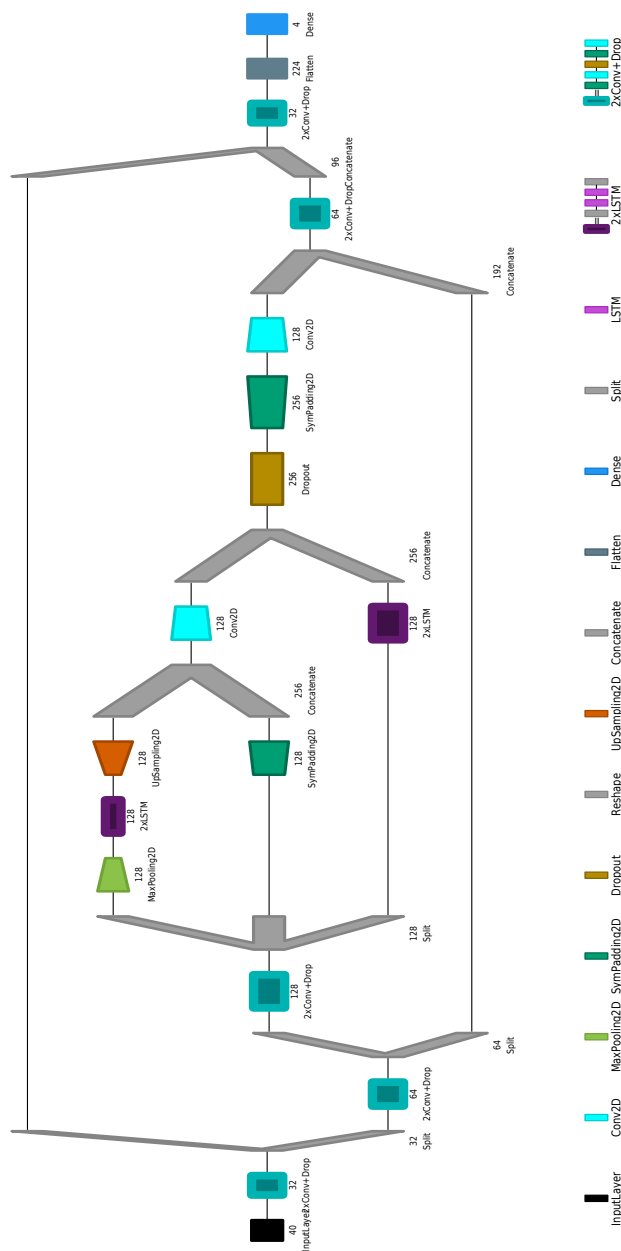 40
InputLayer
32
2xConv+Drop
32
Split
64
2xConv+Drop
64
Split
128
2xConv+Drop
128
Split
128
MaxPooling2D
128
2xLSTM
128
UpSampling2D
128
SymPadding2D
256
Concatenate
128
Conv2D
128
2xLSTM
256
Concatenate
256
Dropout
256
SymPadding2D
128
Conv2D
192
Concatenate
64
2xConv+Drop
96
Concatenate
32
2xConv+Drop
224
Flatten
4
Dense
InputLayer
Conv2D
MaxPooling2D
SymPadding2D
Dropout
Reshape
UpSampling2D
Concatenate
Flatten
Dense
Split
LSTM
2xLSTM
2xConv+Drop